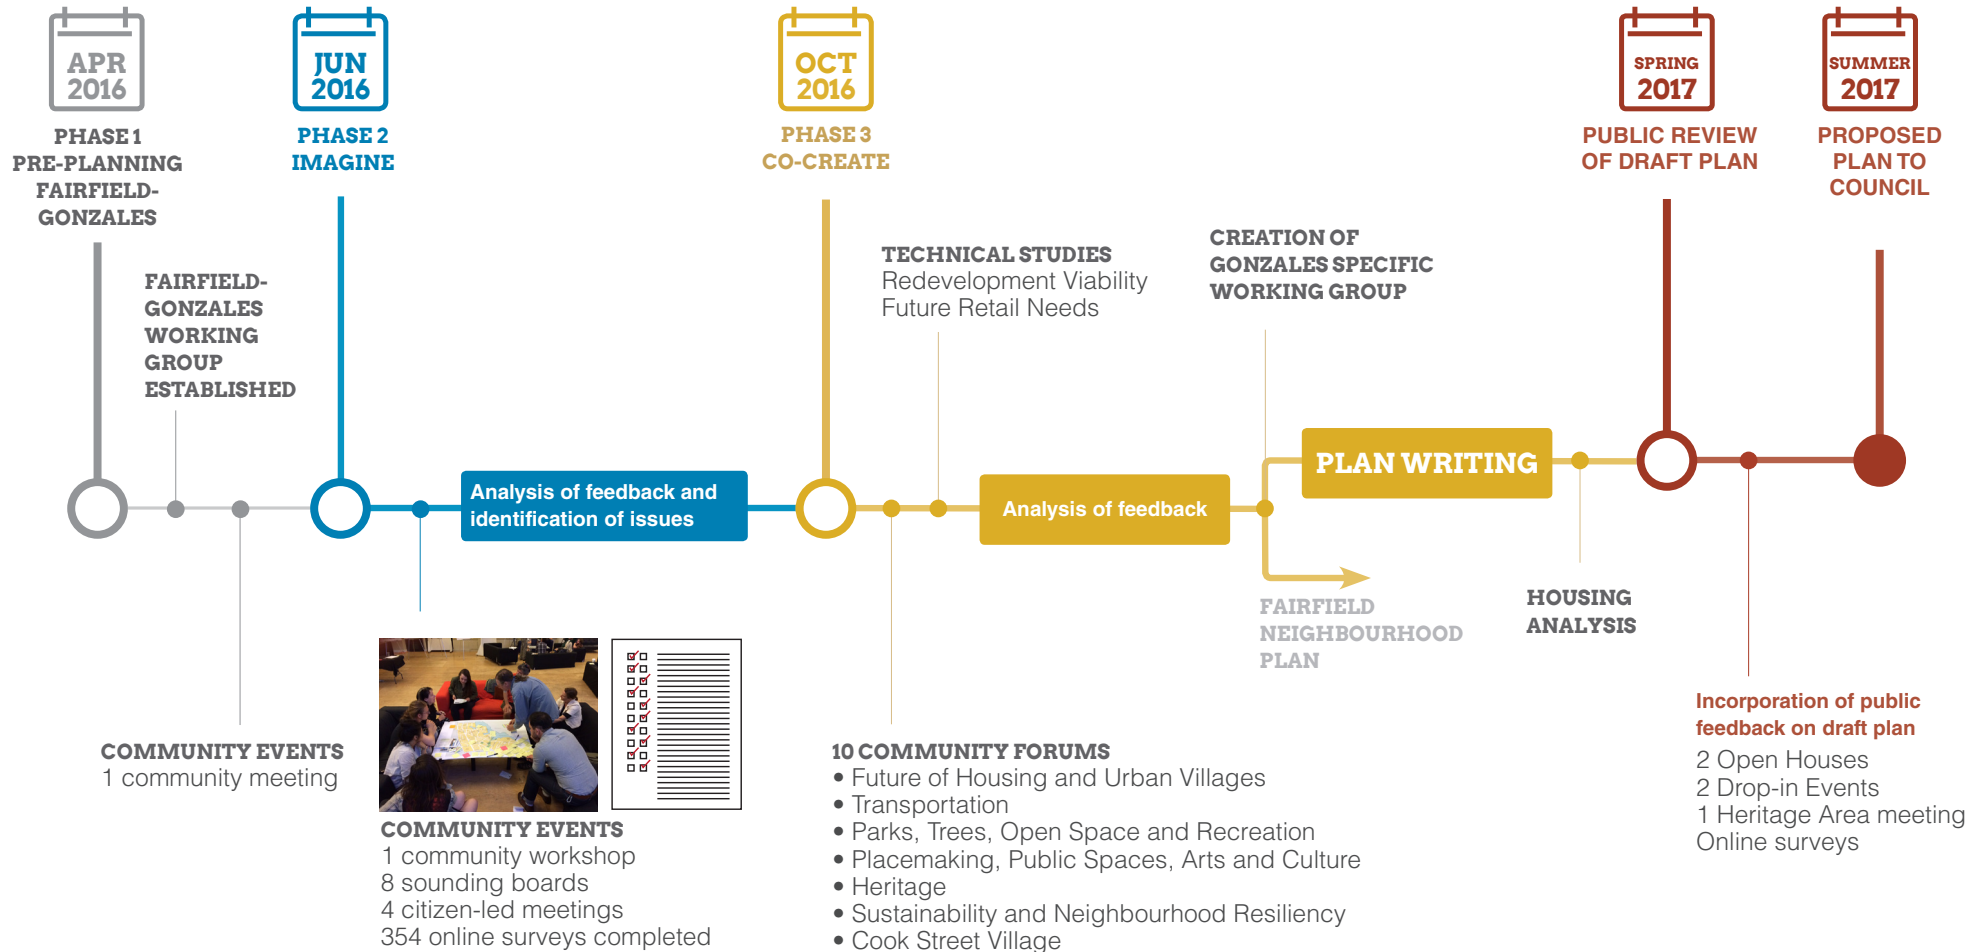 APR
2016
PHASE 1
PRE-PLANNING
FAIRFIELD-
GONZALES
FAIRFIELD-
GONZALES
WORKING
GROUP
ESTABLISHED
COMMUNITY EVENTS
1 community meeting
JUN
2016
PHASE 2
IMAGINE
Analysis of feedback and
identification of issues
COMMUNITY EVENTS
1 community workshop
8 sounding boards
4 citizen-led meetings
354 online surveys completed
OCT
2016
PHASE 3
CO-CREATE
TECHNICAL STUDIES
Redevelopment Viability
Future Retail Needs
Analysis of feedback
10 COMMUNITY FORUMS
• Future of Housing and Urban Villages
• Transportation
• Parks, Trees, Open Space and Recreation
• Placemaking, Public Spaces, Arts and Culture
• Heritage
• Sustainability and Neighbourhood Resiliency
• Cook Street Village
CREATION OF
GONZALES SPECIFIC
WORKING GROUP
PLAN WRITING
FAIRFIELD
NEIGHBOURHOOD
PLAN
HOUSING
ANALYSIS
SPRING
2017
PUBLIC REVIEW
OF DRAFT PLAN
Incorporation of public
feedback on draft plan
2 Open Houses
2 Drop-in Events
1 Heritage Area meeting
Online surveys
SUMMER
2017
PROPOSED
PLAN TO
COUNCIL